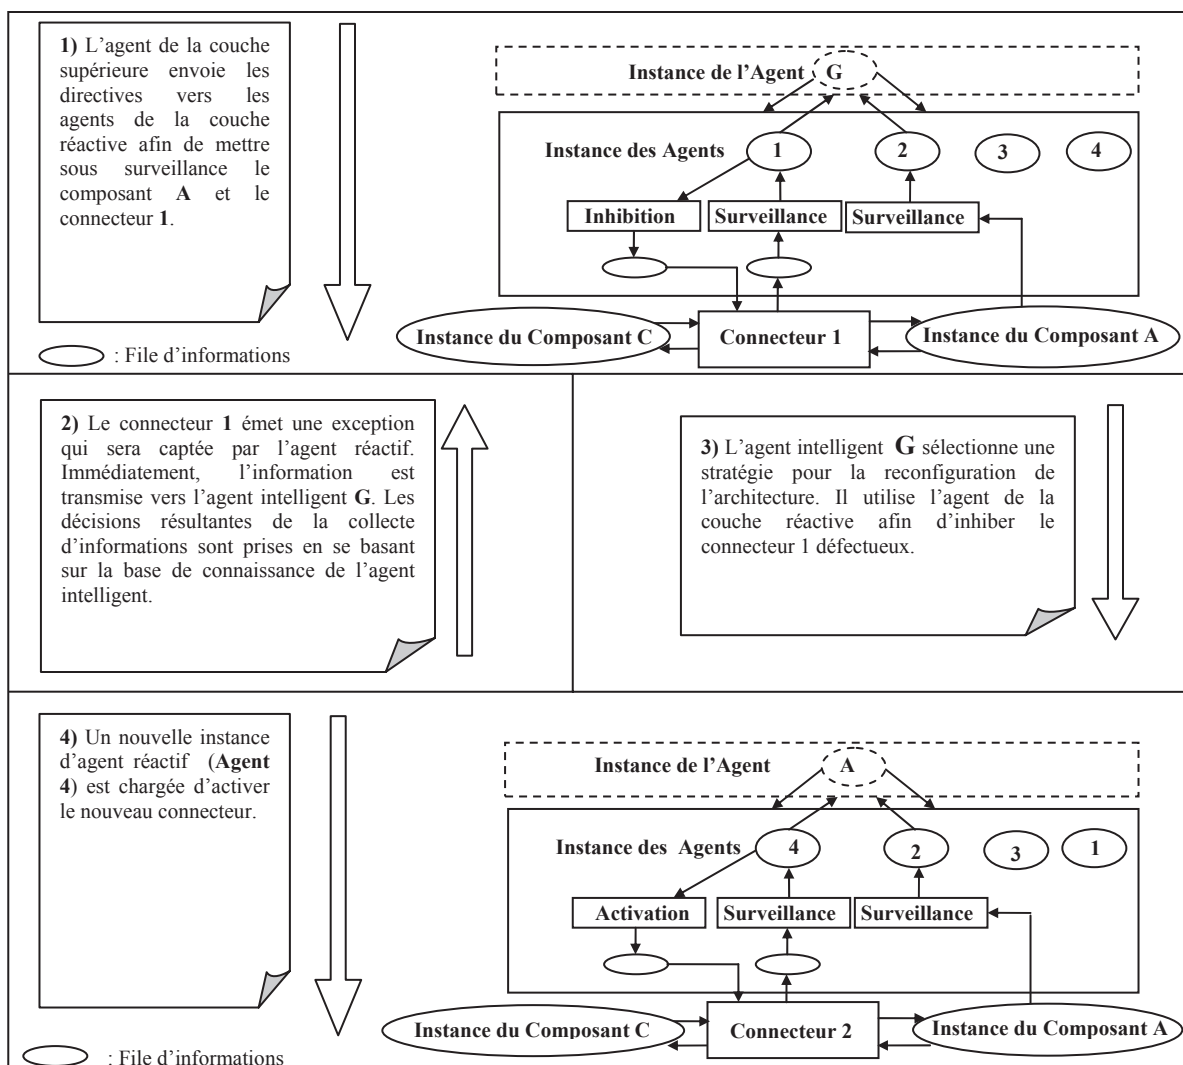 1) L'agent de la couche
supérieure envoie les
directives vers les
agents de la couche
réactive afin de mettre
sous surveillance le
composant A et le
connecteur 1.
: File d'informations
Instance de l'Agent G
Instance des Agents 1 2 3 4
Inhibition Surveillance Surveillance
Instance du Composant C Connecteur 1 Instance du Composant A
2) Le connecteur 1 émet une exception
qui sera captée par l'agent réactif.
Immédiatement, l'information est
transmise vers l'agent intelligent G. Les
décisions résultantes de la collecte
d'informations sont prises en se basant
sur la base de connaissance de l'agent
intelligent.
3) L'agent intelligent G sélectionne une
stratégie pour la reconfiguration de
l'architecture. Il utilise l'agent de la
couche réactive afin d'inhiber le
connecteur 1 défectueux.
4) Un nouvelle instance
d'agent réactif (Agent
4) est chargée d'activer
le nouveau connecteur.
: File d'informations
Instance de l'Agent A
Instance des Agents 4 2 3 1
Activation Surveillance Surveillance
Instance du Composant C Connecteur 2 Instance du Composant A